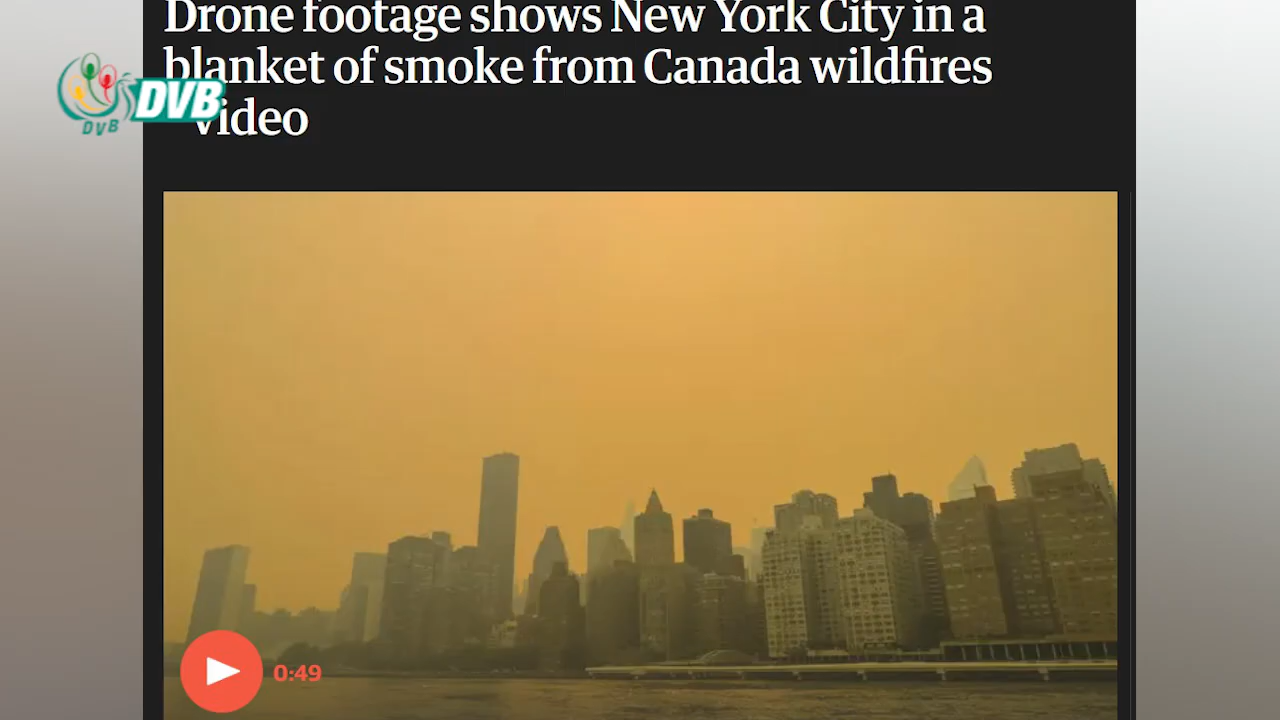 Drone footage shows New York City in a
blanket of smoke from Canada wildfires
Video
DVB
DVB
0:49